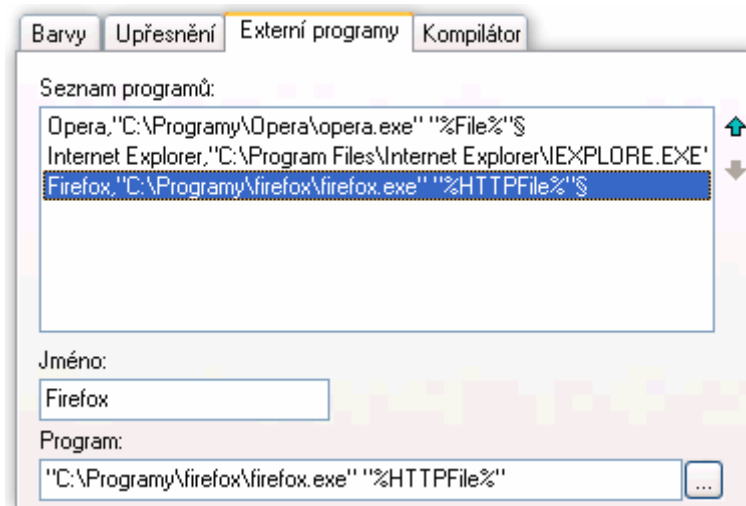 Barvy Upřesnění Externí programy Kompilátor
Seznam programů:
Opera,"C:\Programy\Opera\opera.exe" "%File%"§
Internet Explorer,"C:\Program Files\Internet Explorer\IEXPLORE.EXE"
Firefox,"C:\Programy\firefox\firefox.exe" "%HTTPFile%"§
Jméno:
Firefox
Program:
"C:\Programy\firefox\firefox.exe" "%HTTPFile%" ...